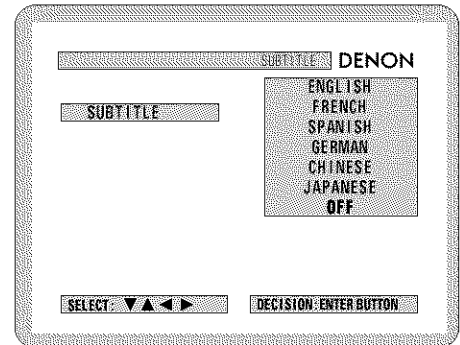 SUBTITLE DENON
SUBTITLE
ENGLISH
FRENCH
SPANISH
GERMAN
CHINESE
JAPANESE
OFF
SELECT: ▼▲◀▶ DECISION: ENTER BUTTON